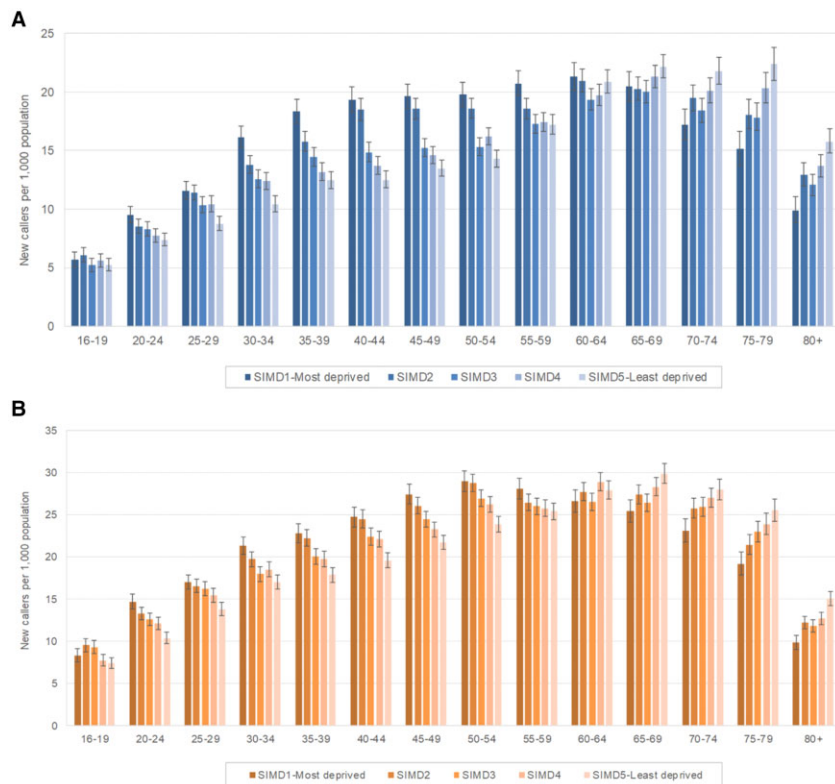 A
New callers per 1,000 population
25
20
15
10
5
0
16-19 20-24 25-29 30-34 35-39 40-44 45-49 50-54 55-59 60-64 65-69 70-74 75-79 80+
SIMD1-Most deprived SIMD2 SIMD3 SIMD4 SIMD5-Least deprived
B
New callers per 1,000 population
35
30
25
20
15
10
5
0
16-19 20-24 25-29 30-34 35-39 40-44 45-49 50-54 55-59 60-64 65-69 70-74 75-79 80+
SIMD1-Most deprived SIMD2 SIMD3 SIMD4 SIMD5-Least deprived